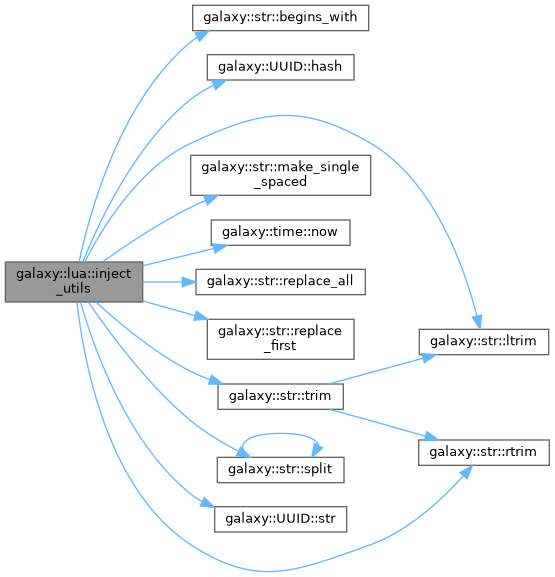 galaxy::str::begins_with
galaxy::UUID::hash
galaxy::str::make_single
_spaced
galaxy::time::now
galaxy::lua::inject
_utils
galaxy::str::replace_all
galaxy::str::replace
_first
galaxy::str::ltrim
galaxy::str::trim
galaxy::str::rtrim
galaxy::str::split
galaxy::UUID::str